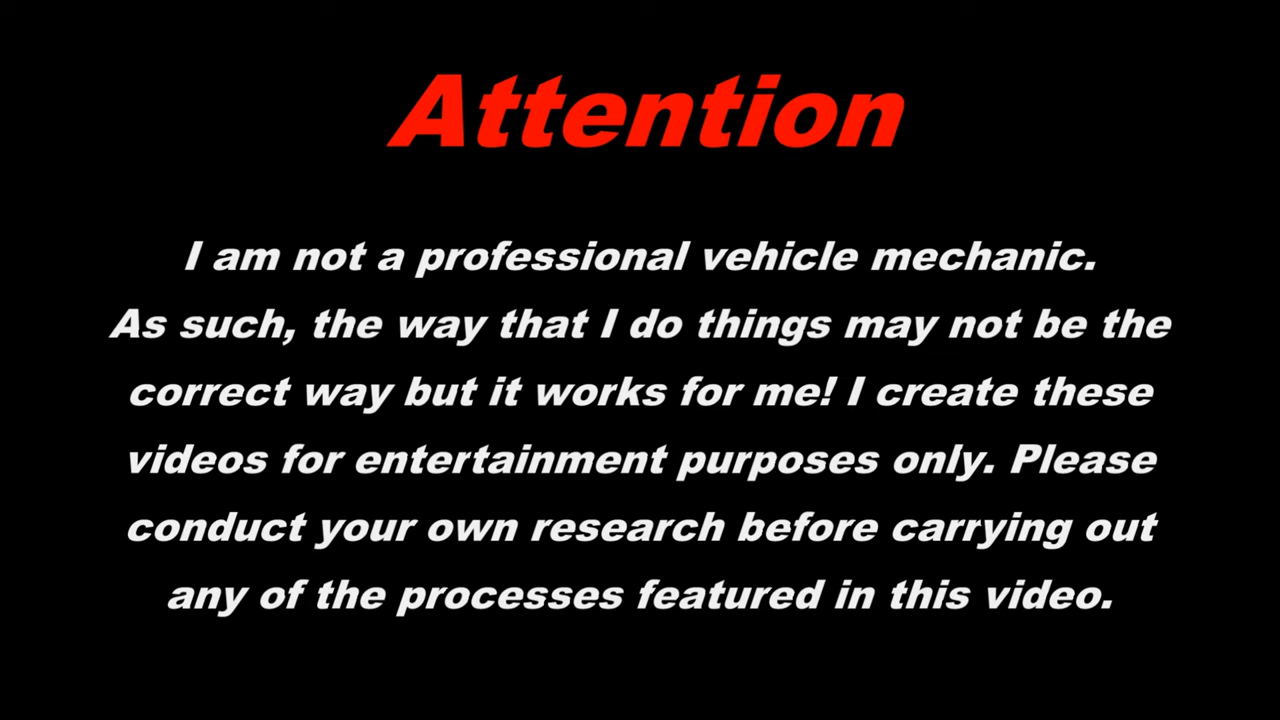 Attention
I am not a professional vehicle mechanic.
As such, the way that I do things may not be the
correct way but it works for me! I create these
videos for entertainment purposes only. Please
conduct your own research before carrying out
any of the processes featured in this video.